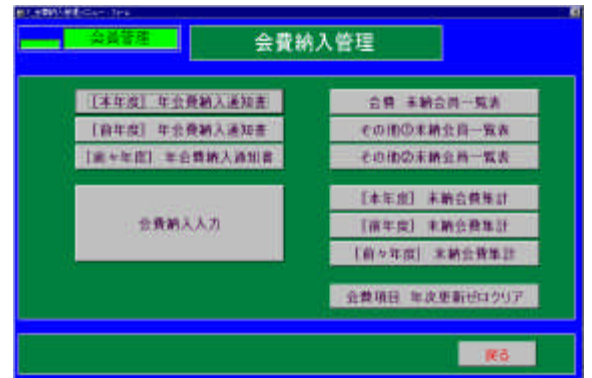 会員管理
会費納入管理
[本年度] 年会費納入通知書
[前年度] 年会費納入通知書
[前々年度] 年会費納入通知書
会費納入入力
会費 未納会員一覧表
その他①未納会員一覧表
その他②未納会員一覧表
[本年度] 未納会費集計
[前年度] 未納会費集計
[前々年度] 未納会費集計
会費項目 年次更新ゼロクリア
戻る